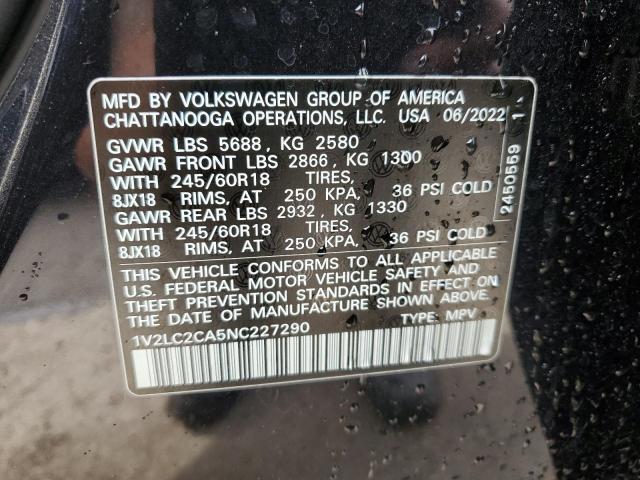 MFD BY VOLKSWAGEN GROUP OF AMERICA
CHATTANOOGA OPERATIONS, LLC. USA 06/2022
GVWR LBS 5688, KG 2580
GAWR FRONT LBS 2866, KG 1300
WITH 245/60R18 TIRES,
8JX18 RIMS, AT 250 KPA, 36 PSI COLD
GAWR REAR LBS 2932, KG 1330
WITH 245/60R18 TIRES,
8JX18 RIMS, AT 250 KPA, 36 PSI COLD
THIS VEHICLE CONFORMS TO ALL APPLICABLE
U.S. FEDERAL MOTOR VEHICLE SAFETY AND
THEFT PREVENTION STANDARDS IN EFFECT ON
THE DATE OF MANUFACTURE SHOWN ABOVE.
1V2LC2CA5NC227290 TYPE: MPV
2450559